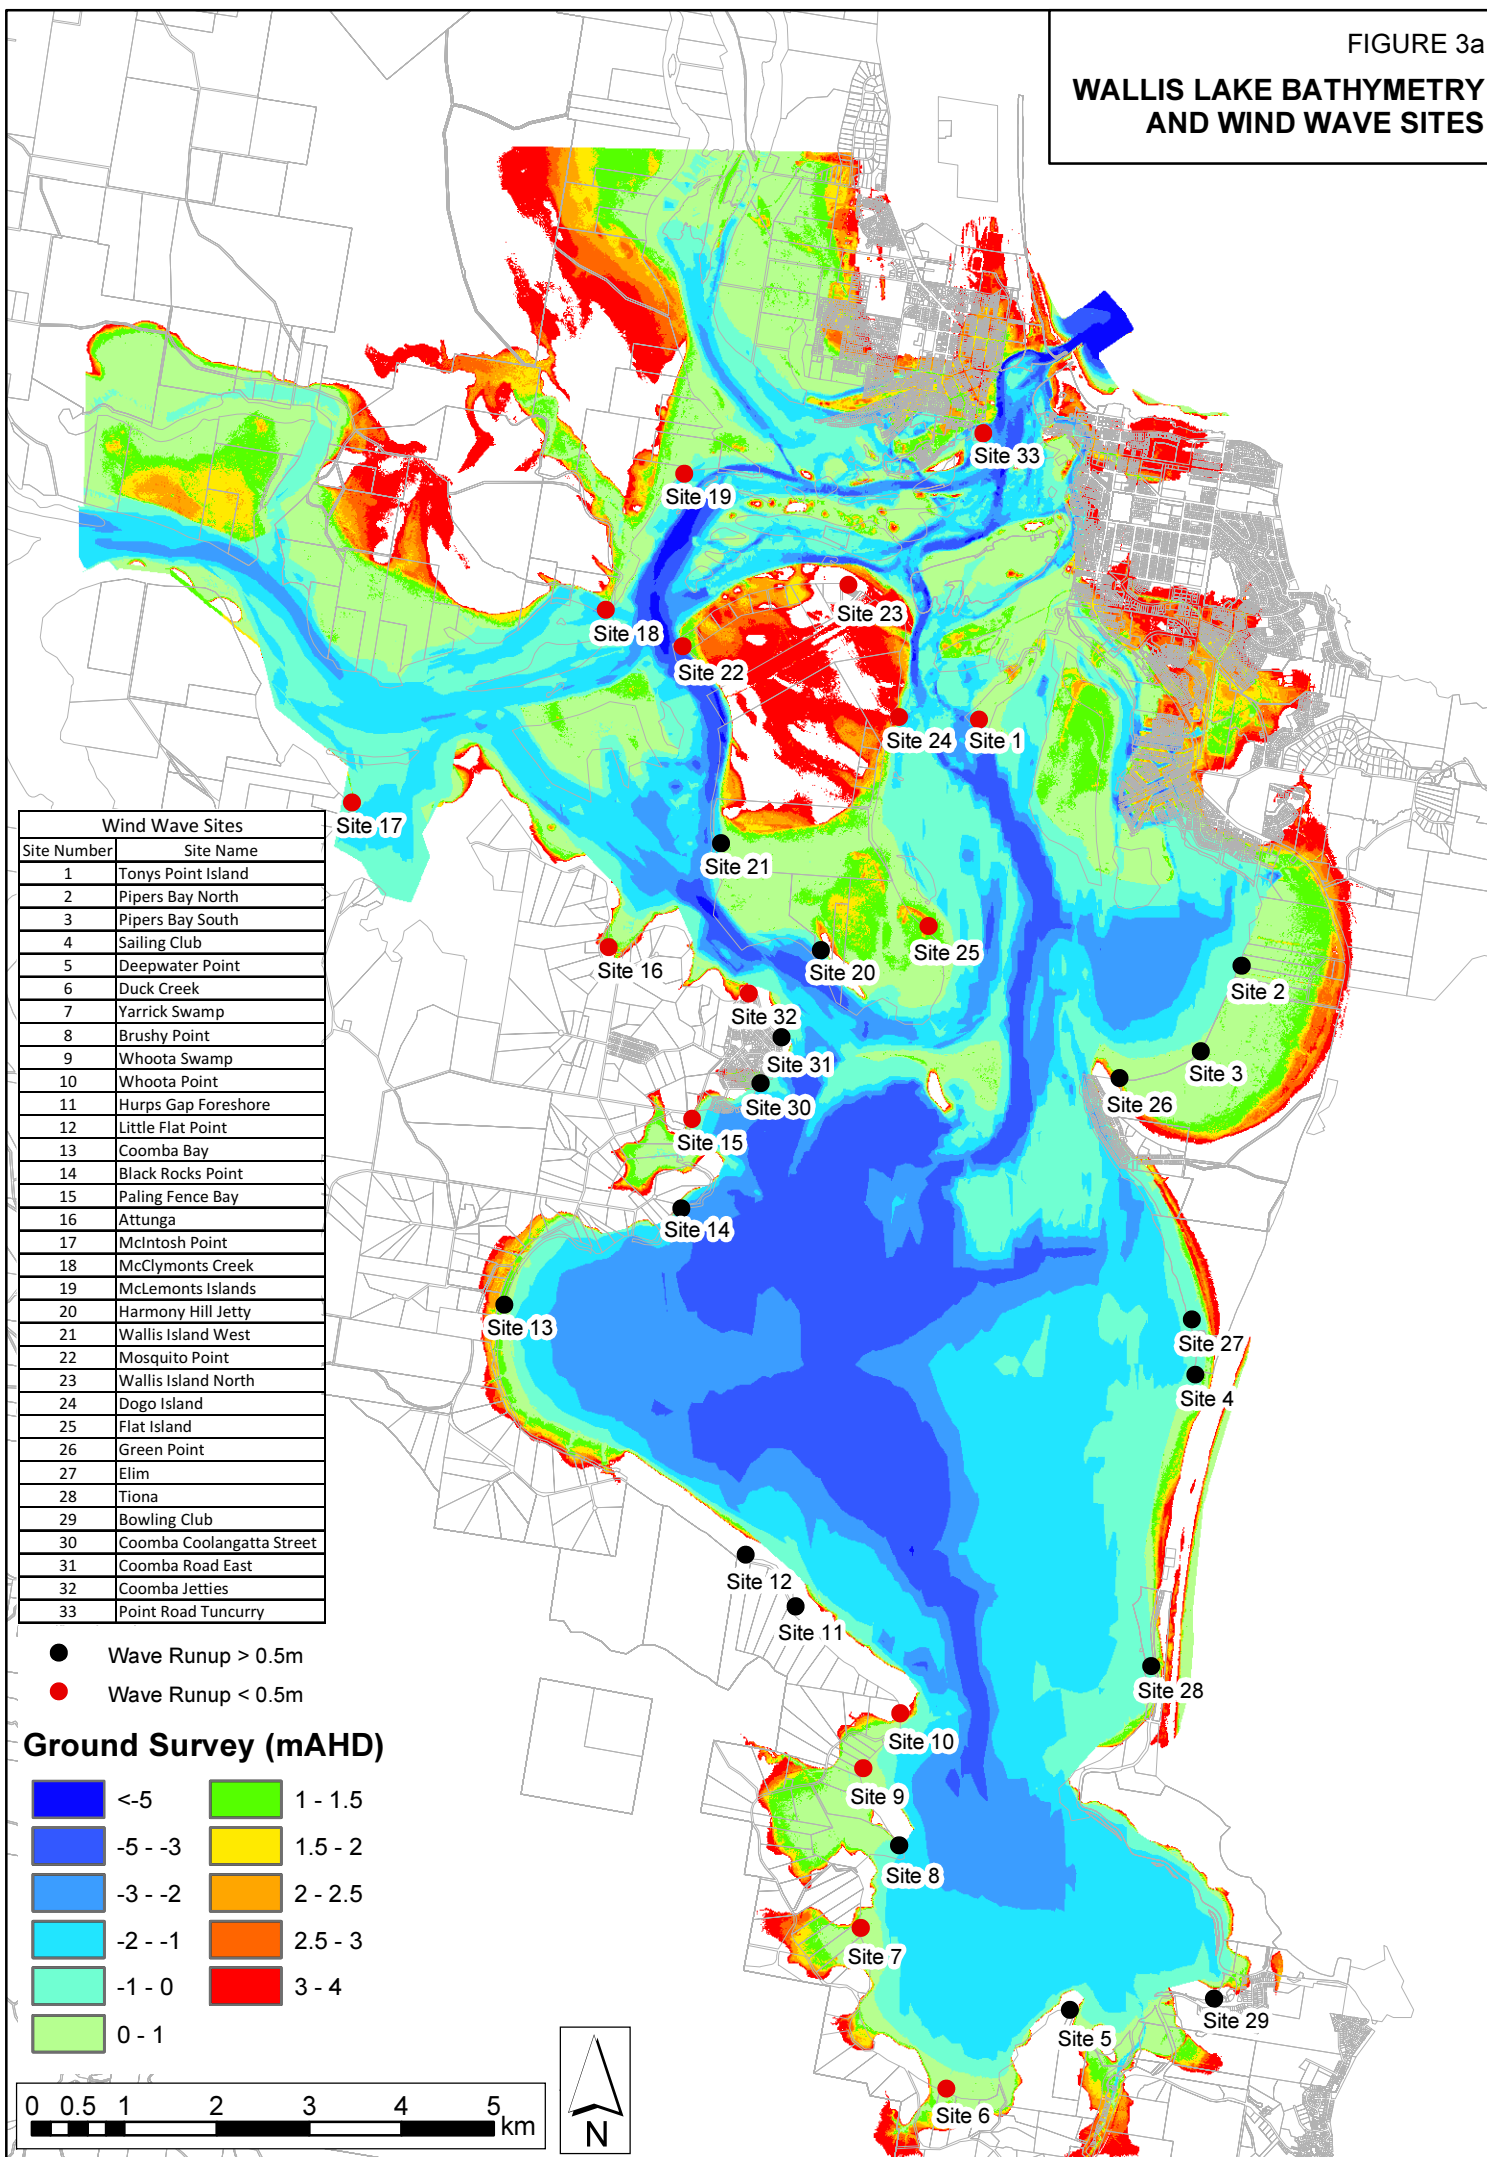 FIGURE 3a
WALLIS LAKE BATHYMETRY
AND WIND WAVE SITES
Site 33
Site 19
Site 23
Site 18
Site 22
Site 24
Site 1
Site 17
Site 21
Site 25
Site 20
Site 16
Site 2
Site 32
Site 31
Site 3
Site 30
Site 26
Site 15
Site 14
Site 13
Site 27
Site 4
Site 12
Site 11
Site 28
Site 10
Site 9
Site 8
Site 7
Site 29
Site 5
Site 6
Wind Wave Sites
Site Number Site Name
1 Tonys Point Island
2 Pipers Bay North
3 Pipers Bay South
4 Sailing Club
5 Deepwater Point
6 Duck Creek
7 Yarrick Swamp
8 Brushy Point
9 Whoota Swamp
10 Whoota Point
11 Hurps Gap Foreshore
12 Little Flat Point
13 Coomba Bay
14 Black Rocks Point
15 Paling Fence Bay
16 Attunga
17 McIntosh Point
18 McClymonts Creek
19 McLemonts Islands
20 Harmony Hill Jetty
21 Wallis Island West
22 Mosquito Point
23 Wallis Island North
24 Dogo Island
25 Flat Island
26 Green Point
27 Elim
28 Tiona
29 Bowling Club
30 Coomba Coolangatta Street
31 Coomba Road East
32 Coomba Jetties
33 Point Road Tuncurry
Wave Runup > 0.5m
Wave Runup < 0.5m
Ground Survey (mAHD)
<-5
-5 - -3
-3 - -2
-2 - -1
-1 - 0
0 - 1
1 - 1.5
1.5 - 2
2 - 2.5
2.5 - 3
3 - 4
0 0.5 1 2 3 4 5
km
N